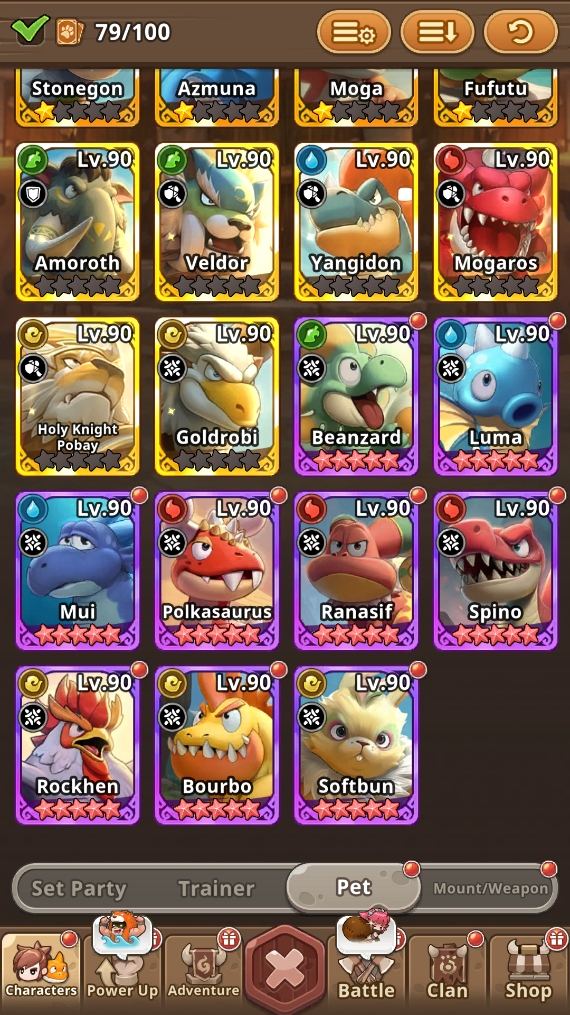 79/100
Stonegon Azmuna Moga Fufutu
Lv.90 Lv.90 Lv.90 Lv.90
Amoroth Veldor Yangidon Mogaros
Lv.90 Lv.90 Lv.90 Lv.90
Holy Knight
Pobay Goldrobi Beanzard Luma
Lv.90 Lv.90 Lv.90 Lv.90
Mui Polkasaurus Ranasif Spino
Lv.90 Lv.90 Lv.90
Rockhen Bourbo Softbun
Set Party Trainer Pet Mount/Weapon
Characters Power Up Adventure Battle Clan Shop